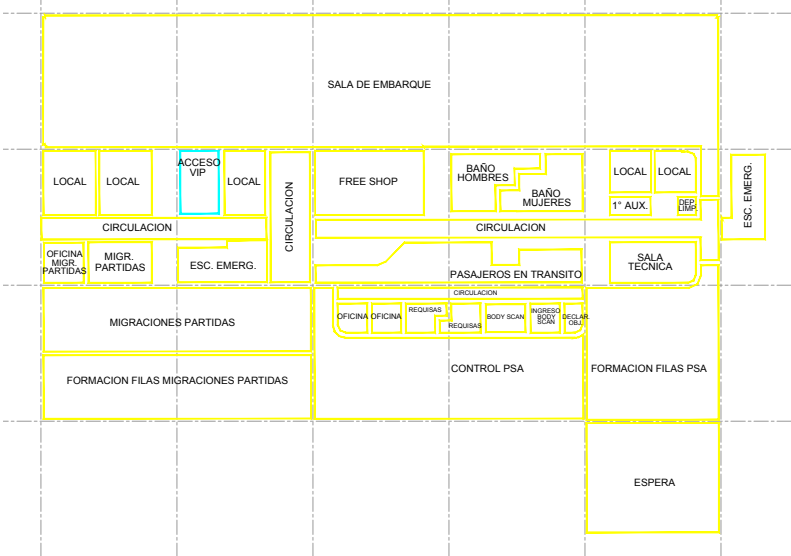 SALA DE EMBARQUE
LOCAL
LOCAL
ACCESO
VIP
LOCAL
CIRCULACION
FREE SHOP
BAÑO
HOMBRES
BAÑO
MUJERES
LOCAL
LOCAL
1° AUX.
DEP.
LIMP.
ESC. EMERG.
CIRCULACION
CIRCULACION
OFICINA
MIGR.
PARTIDAS
MIGR.
PARTIDAS
ESC. EMERG.
PASAJEROS EN TRANSITO
SALA
TECNICA
CIRCULACION
OFICINA
OFICINA
REQUISAS
REQUISAS
BODY SCAN
INGRESO
BODY
SCAN
DECLAR.
OBJ.
MIGRACIONES PARTIDAS
FORMACION FILAS MIGRACIONES PARTIDAS
CONTROL PSA
FORMACION FILAS PSA
ESPERA